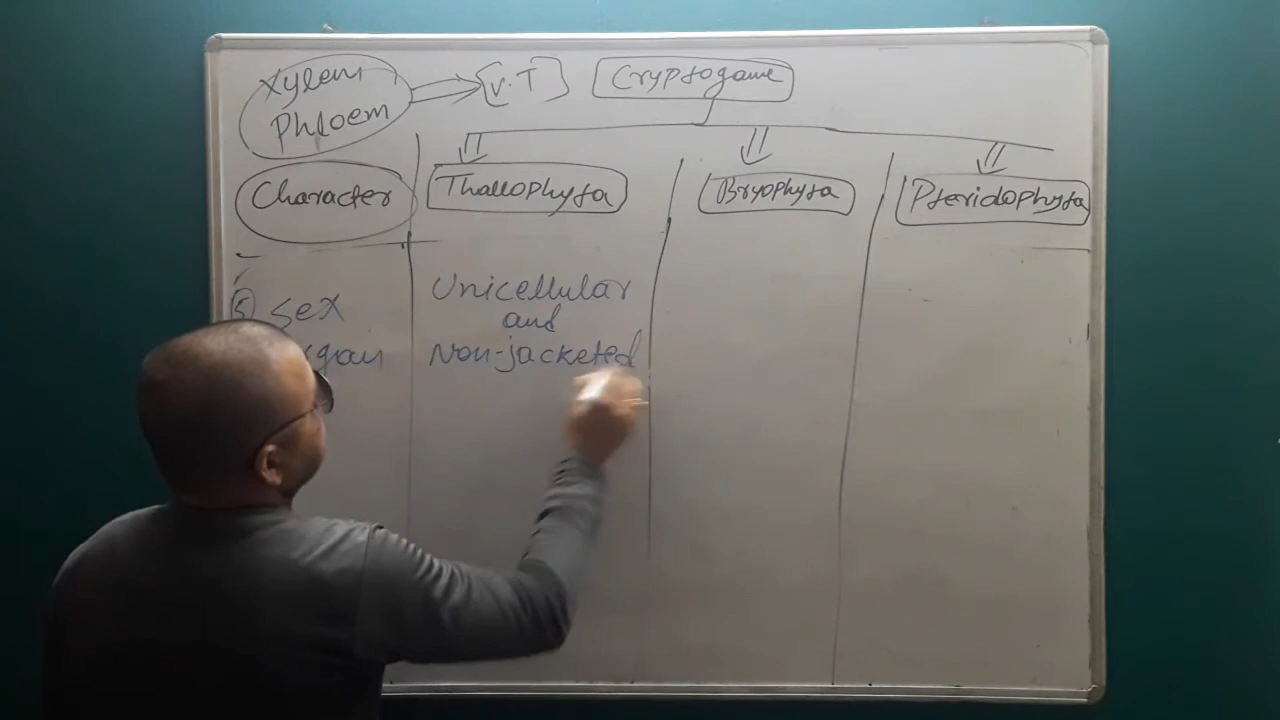 Xylem
Phloem
V.T
Cryptogame
Character
Thallophyta
Bryophyta
Pteridophyta
5 Sex
Unicellular
and
Non-jacketed